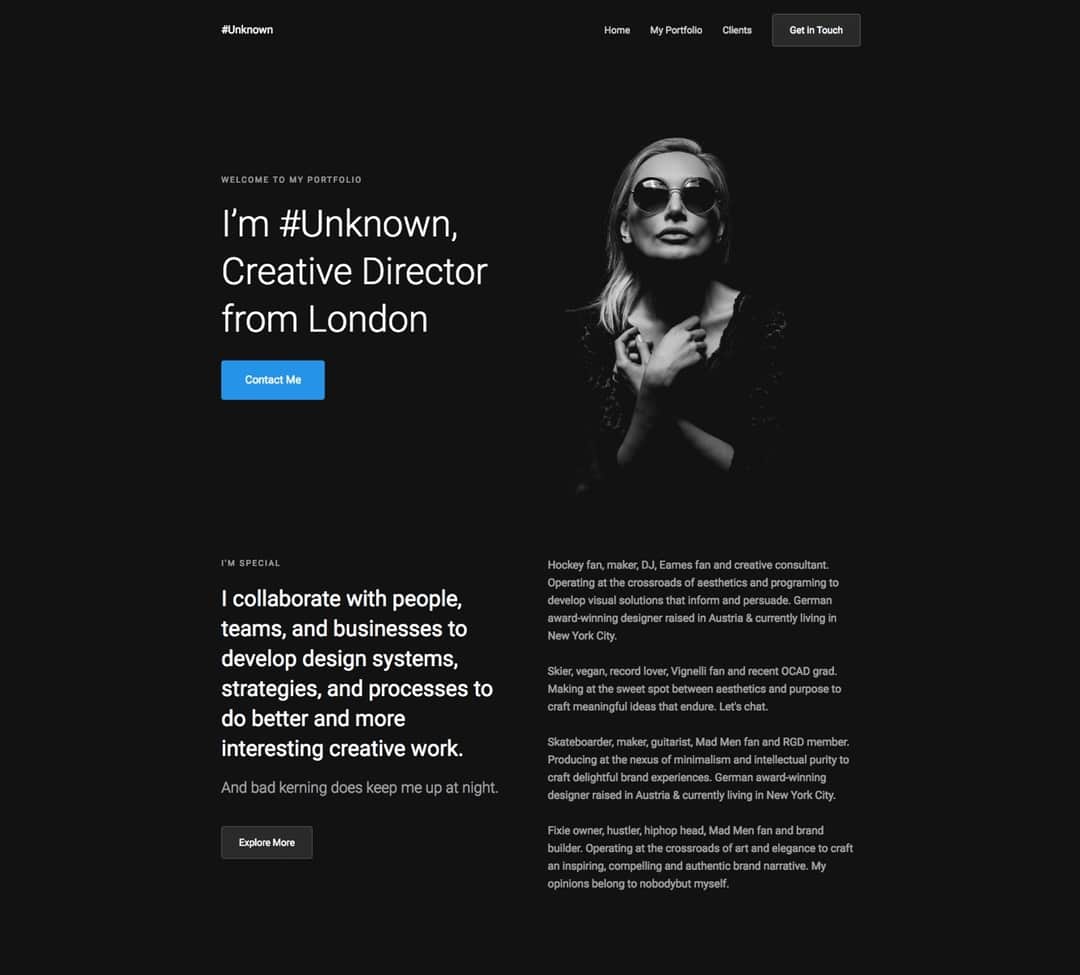 #Unknown
Home My Portfolio Clients Get in Touch
WELCOME TO MY PORTFOLIO
I’m #Unknown,
Creative Director
from London
Contact Me
I'M SPECIAL
I collaborate with people,
teams, and businesses to
develop design systems,
strategies, and processes to
do better and more
interesting creative work.
And bad kerning does keep me up at night.
Explore More
Hockey fan, maker, DJ, Eames fan and creative consultant.
Operating at the crossroads of aesthetics and programing to
develop visual solutions that inform and persuade. German
award-winning designer raised in Austria & currently living in
New York City.
Skier, vegan, record lover, Vignelli fan and recent OCAD grad.
Making at the sweet spot between aesthetics and purpose to
craft meaningful ideas that endure. Let's chat.
Skateboarder, maker, guitarist, Mad Men fan and RGD member.
Producing at the nexus of minimalism and intellectual purity to
craft delightful brand experiences. German award-winning
designer raised in Austria & currently living in New York City.
Fixie owner, hustler, hiphop head, Mad Men fan and brand
builder. Operating at the crossroads of art and elegance to craft
an inspiring, compelling and authentic brand narrative. My
opinions belong to nobodybut myself.